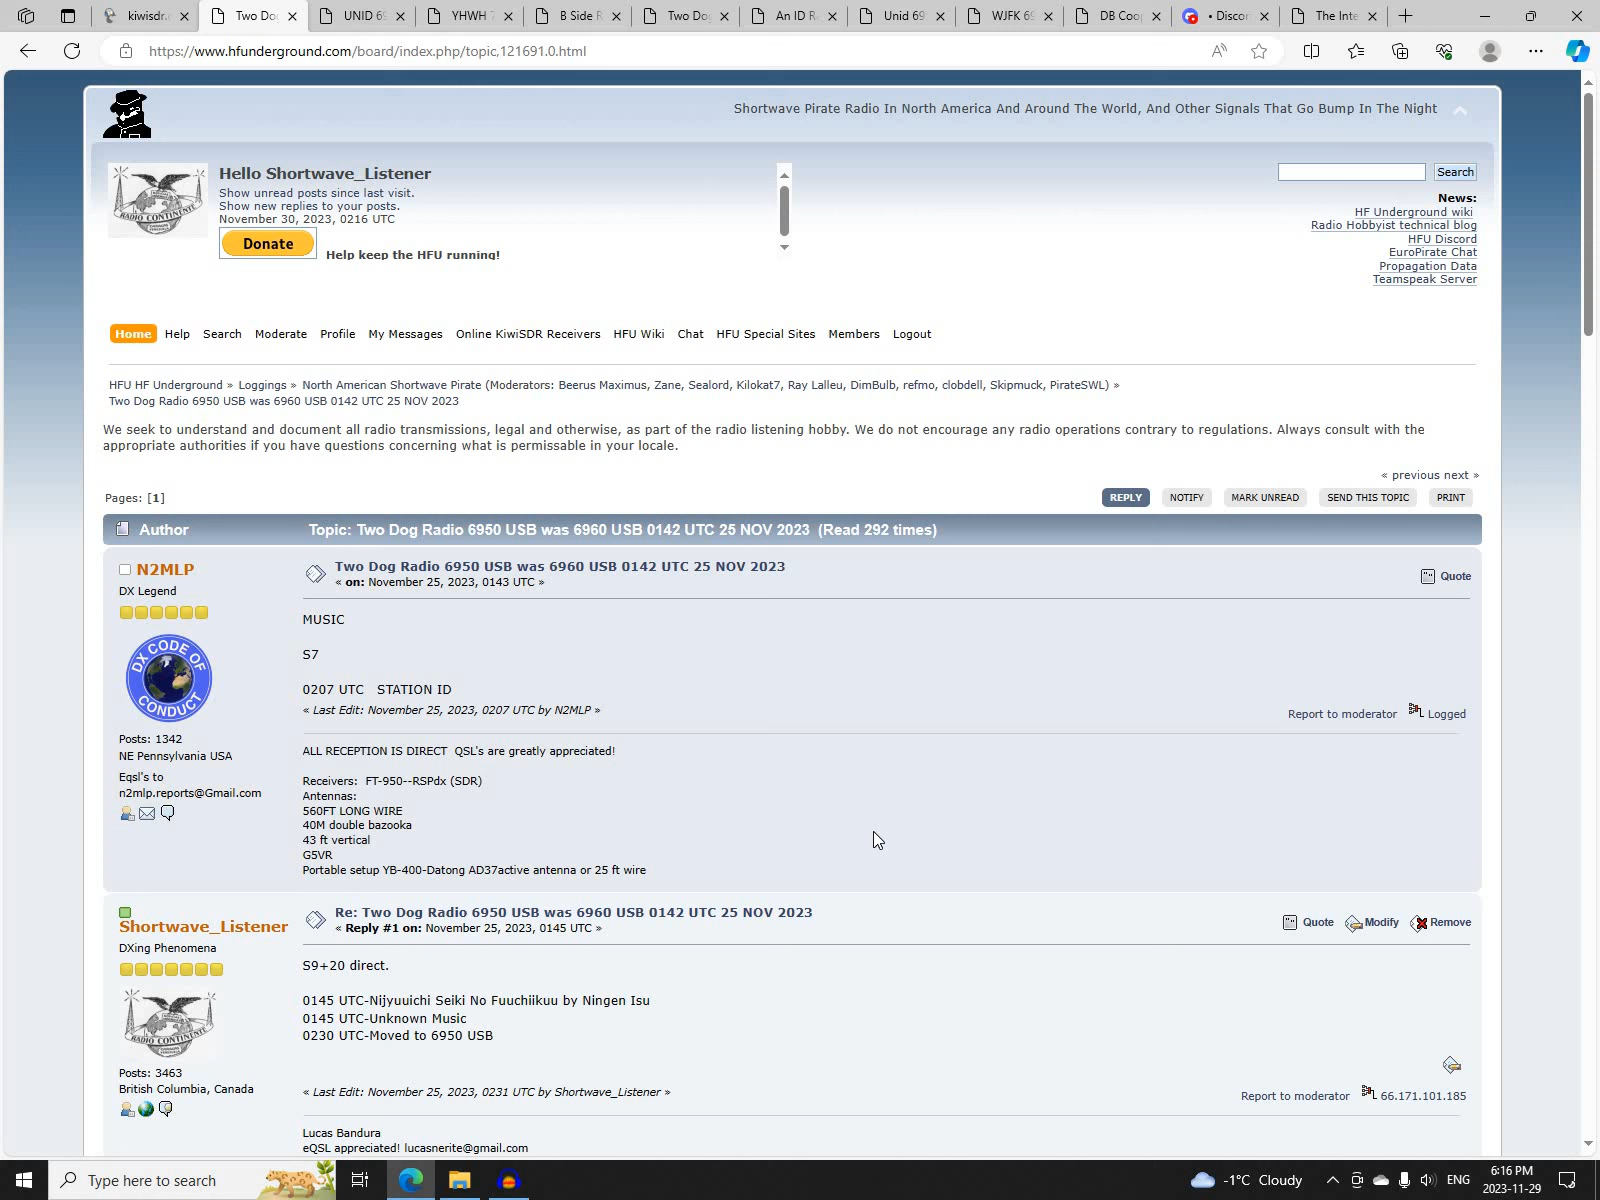 kiwisdr.
Two Do
UNID 69
YHWH
B Side R
Two Do
An ID R
Unid 69
WJFK 69
DB Coo
• Discor
The Inte
https://www.hfunderground.com/board/index.php/topic,121691.0.html
Shortwave Pirate Radio In North America And Around The World, And Other Signals That Go Bump In The Night
RADIO CONTINENTE
Hello Shortwave_Listener
Show unread posts since last visit.
Show new replies to your posts.
November 30, 2023, 0216 UTC
Donate
Help keep the HFU running!
Search
News:
HF Underground wiki
Radio Hobbyist technical blog
HFU Discord
EuroPirate Chat
Propagation Data
Teamspeak Server
Home Help Search Moderate Profile My Messages Online KiwiSDR Receivers HFU Wiki Chat HFU Special Sites Members Logout
HFU HF Underground » Loggings » North American Shortwave Pirate (Moderators: Beerus Maximus, Zane, Sealord, Kilokat7, Ray Lalleu, DimBulb, refmo, clobdell, Skipmuck, PirateSWL) »
Two Dog Radio 6950 USB was 6960 USB 0142 UTC 25 NOV 2023
We seek to understand and document all radio transmissions, legal and otherwise, as part of the radio listening hobby. We do not encourage any radio operations contrary to regulations. Always consult with the
appropriate authorities if you have questions concerning what is permissable in your locale.
« previous next »
Pages: [1]
REPLY NOTIFY MARK UNREAD SEND THIS TOPIC PRINT
Author Topic: Two Dog Radio 6950 USB was 6960 USB 0142 UTC 25 NOV 2023 (Read 292 times)
N2MLP
DX Legend
DX CODE OF CONDUCT
Posts: 1342
NE Pennsylvania USA
Eqsl's to
n2mlp.reports@Gmail.com
Two Dog Radio 6950 USB was 6960 USB 0142 UTC 25 NOV 2023
« on: November 25, 2023, 0143 UTC »
Quote
MUSIC
S7
0207 UTC STATION ID
« Last Edit: November 25, 2023, 0207 UTC by N2MLP »
Report to moderator Logged
ALL RECEPTION IS DIRECT QSL's are greatly appreciated!
Receivers: FT-950--RSPdx (SDR)
Antennas:
560FT LONG WIRE
40M double bazooka
43 ft vertical
G5VR
Portable setup YB-400-Datong AD37active antenna or 25 ft wire
Shortwave_Listener
DXing Phenomena
RADIO CONTINENTE
Posts: 3463
British Columbia, Canada
Re: Two Dog Radio 6950 USB was 6960 USB 0142 UTC 25 NOV 2023
« Reply #1 on: November 25, 2023, 0145 UTC »
Quote Modify Remove
S9+20 direct.
0145 UTC-Nijyuuichi Seiki No Fuuchiikuu by Ningen Isu
0145 UTC-Unknown Music
0230 UTC-Moved to 6950 USB
« Last Edit: November 25, 2023, 0231 UTC by Shortwave_Listener »
Report to moderator 66.171.101.185
Lucas Bandura
eQSL appreciated! lucasnerite@gmail.com
Type here to search
-1°C Cloudy
ENG
6:16 PM
2023-11-29